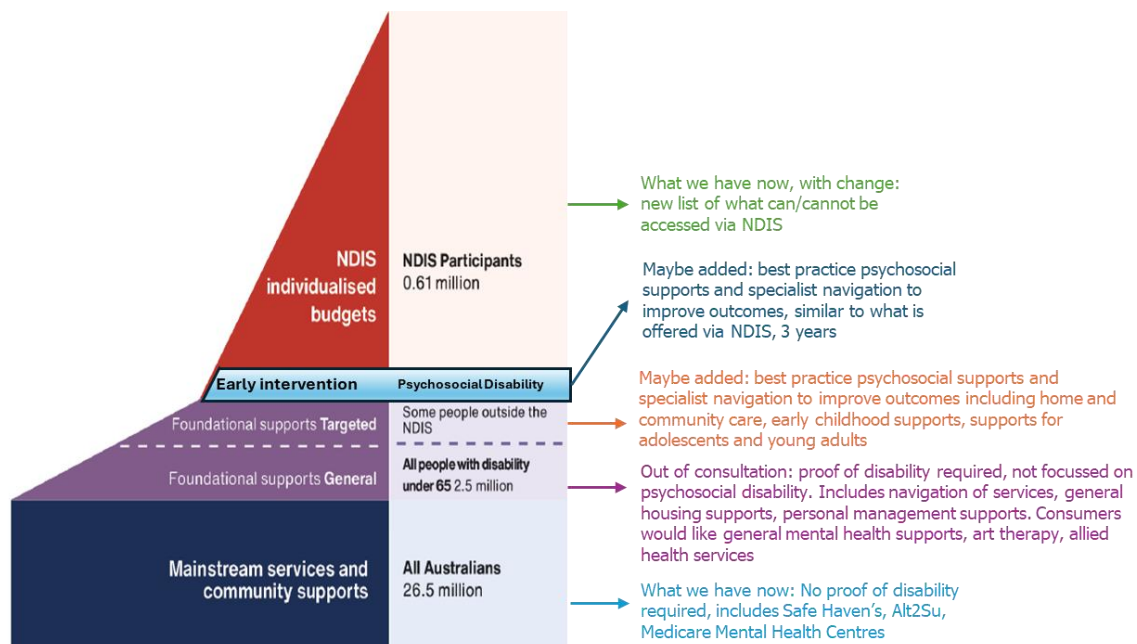 What we have now, with change:
new list of what can/cannot be
accessed via NDIS
NDIS
individualised
budgets
NDIS Participants
0.61 million
Maybe added: best practice psychosocial
supports and specialist navigation to
improve outcomes, similar to what is
offered via NDIS, 3 years
Early intervention
Psychosocial Disability
Foundational supports Targeted
Some people outside the
NDIS
Maybe added: best practice psychosocial supports and
specialist navigation to improve outcomes including home and
community care, early childhood supports, supports for
adolescents and young adults
Foundational supports General
All people with disability
under 65 2.5 million
Out of consultation: proof of disability required, not focussed on
psychosocial disability. Includes navigation of services, general
housing supports, personal management supports. Consumers
would like general mental health supports, art therapy, allied
health services
Mainstream services and
community supports
All Australians
26.5 million
What we have now: No proof of disability
required, includes Safe Haven's, Alt2Su,
Medicare Mental Health Centres